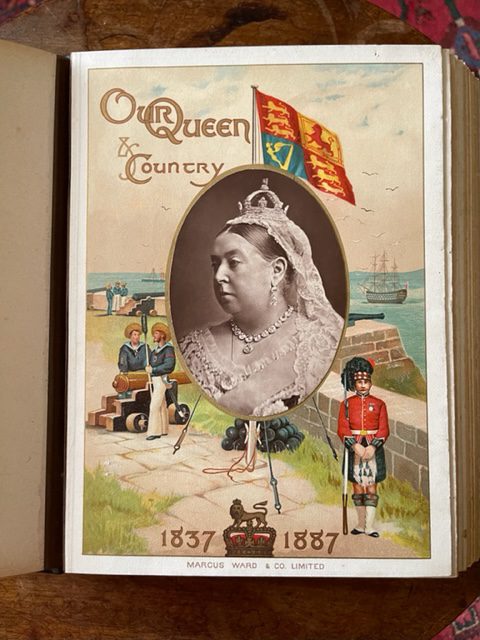 Our Queen
& Country
1837 1887
MARCUS WARD & CO. LIMITED